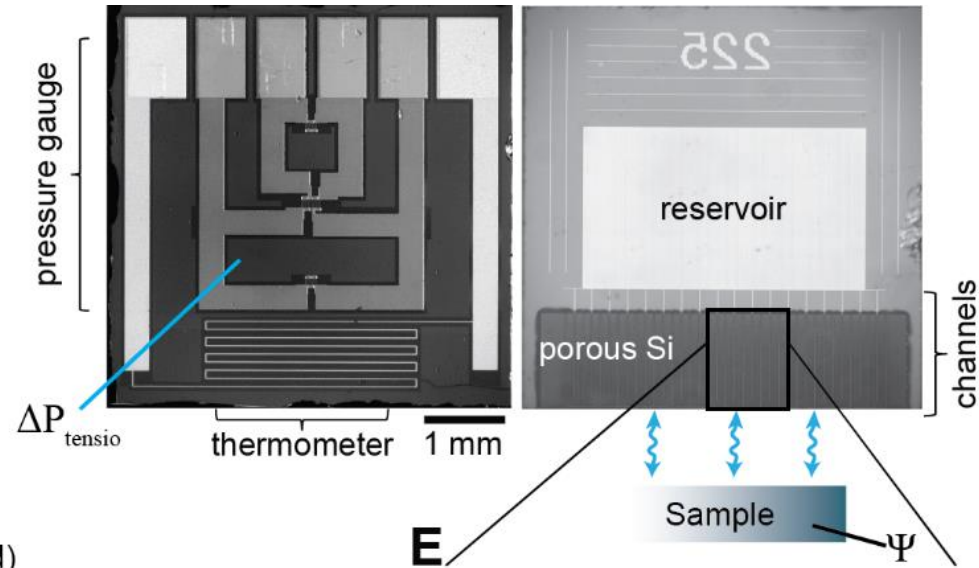 pressure gauge
ΔP tensio
thermometer
1 mm
225
reservoir
porous Si
channels
Sample
Ψ
E
d)